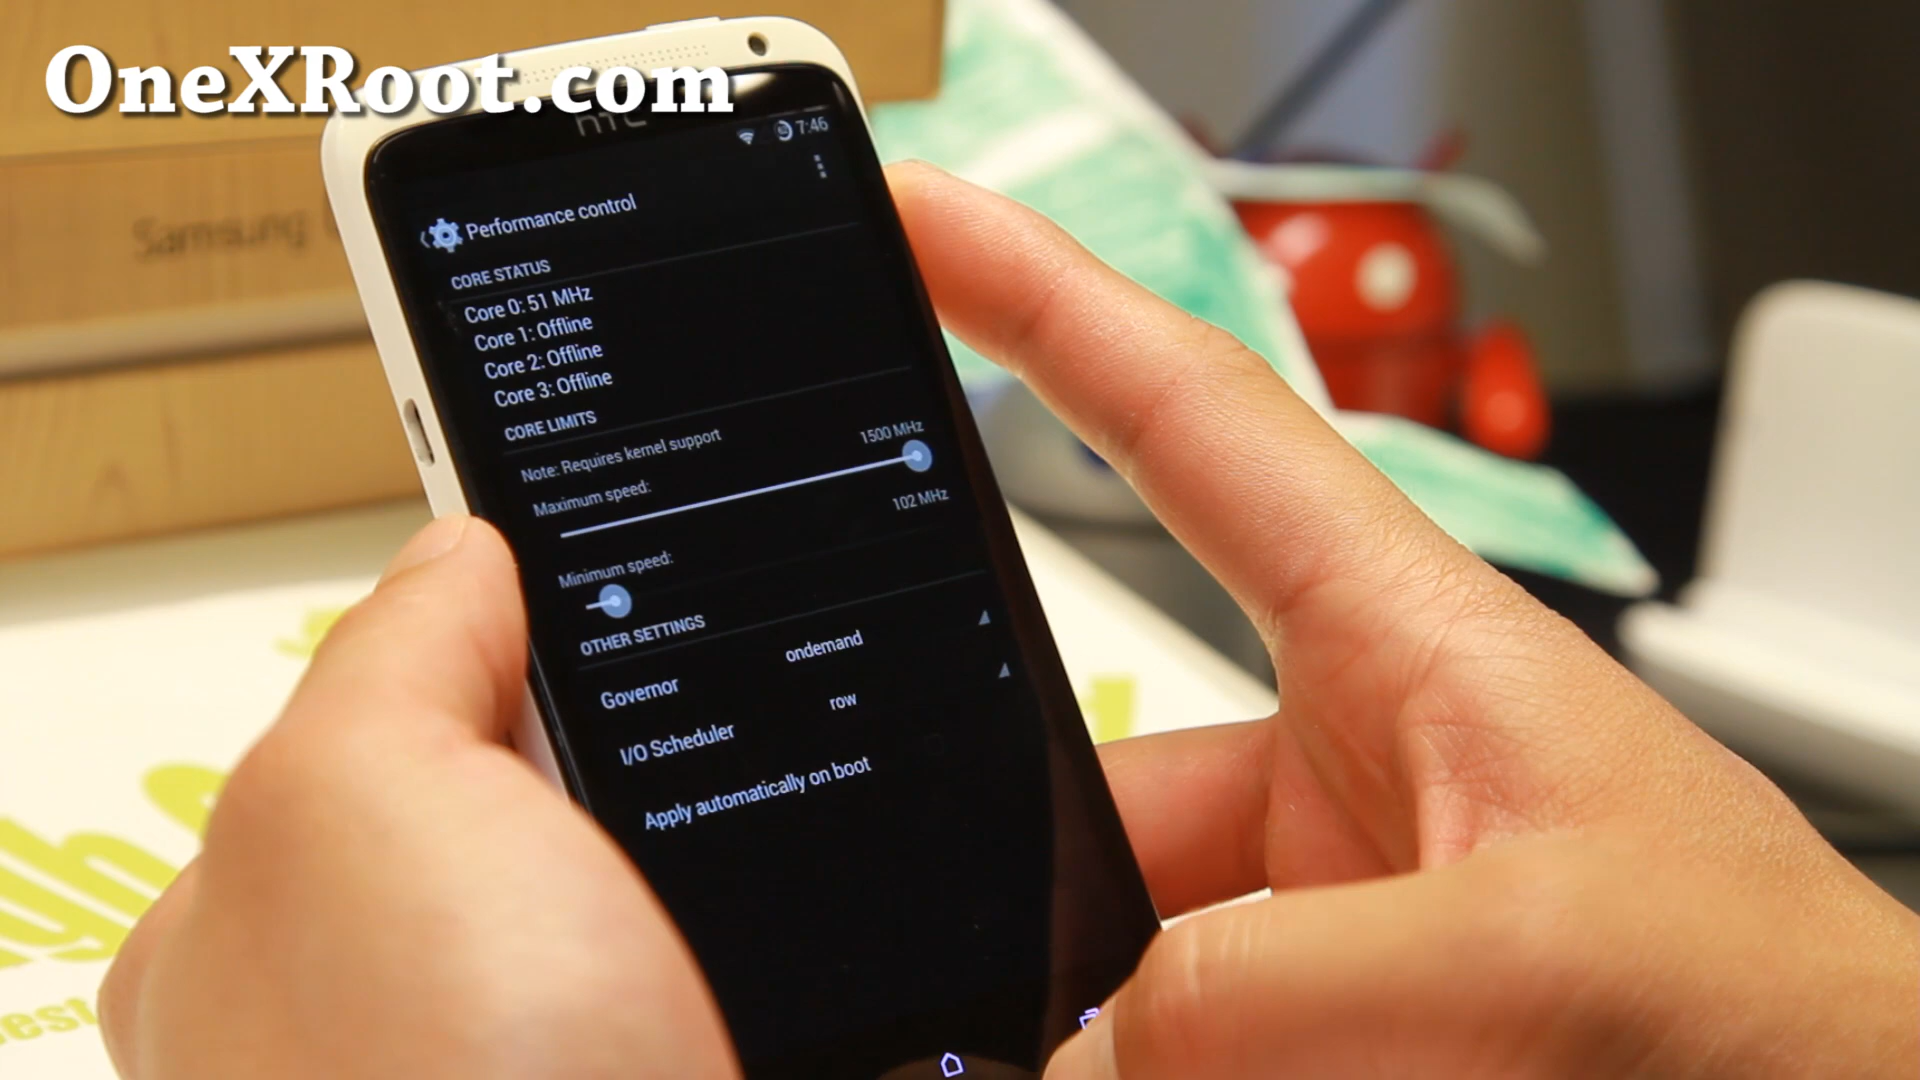 OneXRoot.com
hTC
7:46
Performance control
CORE STATUS
Core 0: 51 MHz
Core 1: Offline
Core 2: Offline
Core 3: Offline
CORE LIMITS
Note: Requires kernel support
1500 MHz
Maximum speed:
102 MHz
Minimum speed:
OTHER SETTINGS
Governor ondemand
I/O Scheduler row
Apply automatically on boot
Samsung